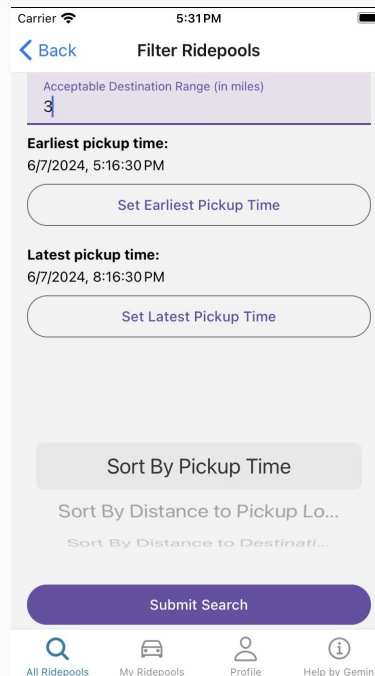 Carrier 5:31 PM
Back Filter Ridepools
Acceptable Destination Range (in miles)
3
Earliest pickup time:
6/7/2024, 5:16:30 PM
Set Earliest Pickup Time
Latest pickup time:
6/7/2024, 8:16:30 PM
Set Latest Pickup Time
Sort By Pickup Time
Sort By Distance to Pickup Lo...
Sort By Distance to Destinati...
Submit Search
All Ridepools My Ridepools Profile Help by Gemin